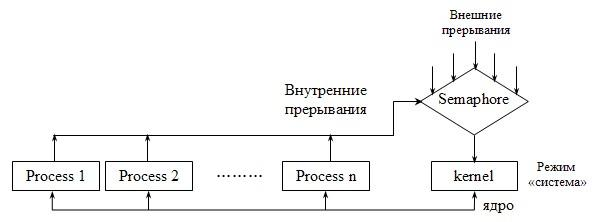 Внешние
прерывания
Внутренние
прерывания
Semaphore
Process 1
Process 2
.........
Process n
kernel
Режим
«система»
ядро